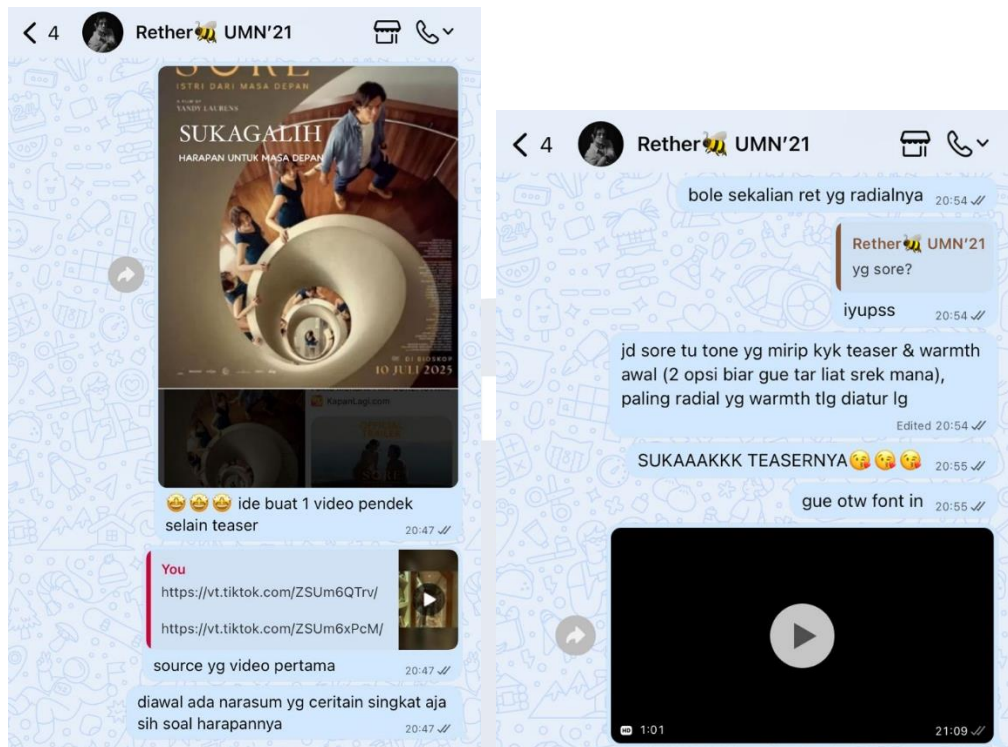 4
Rether🐝 UMN'21
SORE
ISTRI DARI MASA DEPAN
A FILM BY
YANDY LAURENS
SUKAGALIH
HARAPAN UNTUK MASA DEPAN
DI BIOSKOP
10 JULI 2025
KapanLagi.com
SORE
🤩🤩🤩 ide buat 1 video pendek
selain teaser
20:47
You
https://vt.tiktok.com/ZSUm6QTrv/
https://vt.tiktok.com/ZSUm6xPcM/
source yg video pertama
20:47
diawal ada narasum yg ceritain singkat aja
sih soal harapannya
20:47
4
Rether🐝 UMN'21
bole sekalian ret yg radialnya 20:54
Rether🐝 UMN'21
yg sore?
iyupss 20:54
jd sore tu tone yg mirip kyk teaser & warmth
awal (2 opsi biar gue tar liat srek mana),
paling radial yg warmth tlg diatur lg
Edited 20:54
SUKAAAKKK TEASERNYA😘😘😘 20:55
gue otw font in 20:55
HD 1:01
21:09